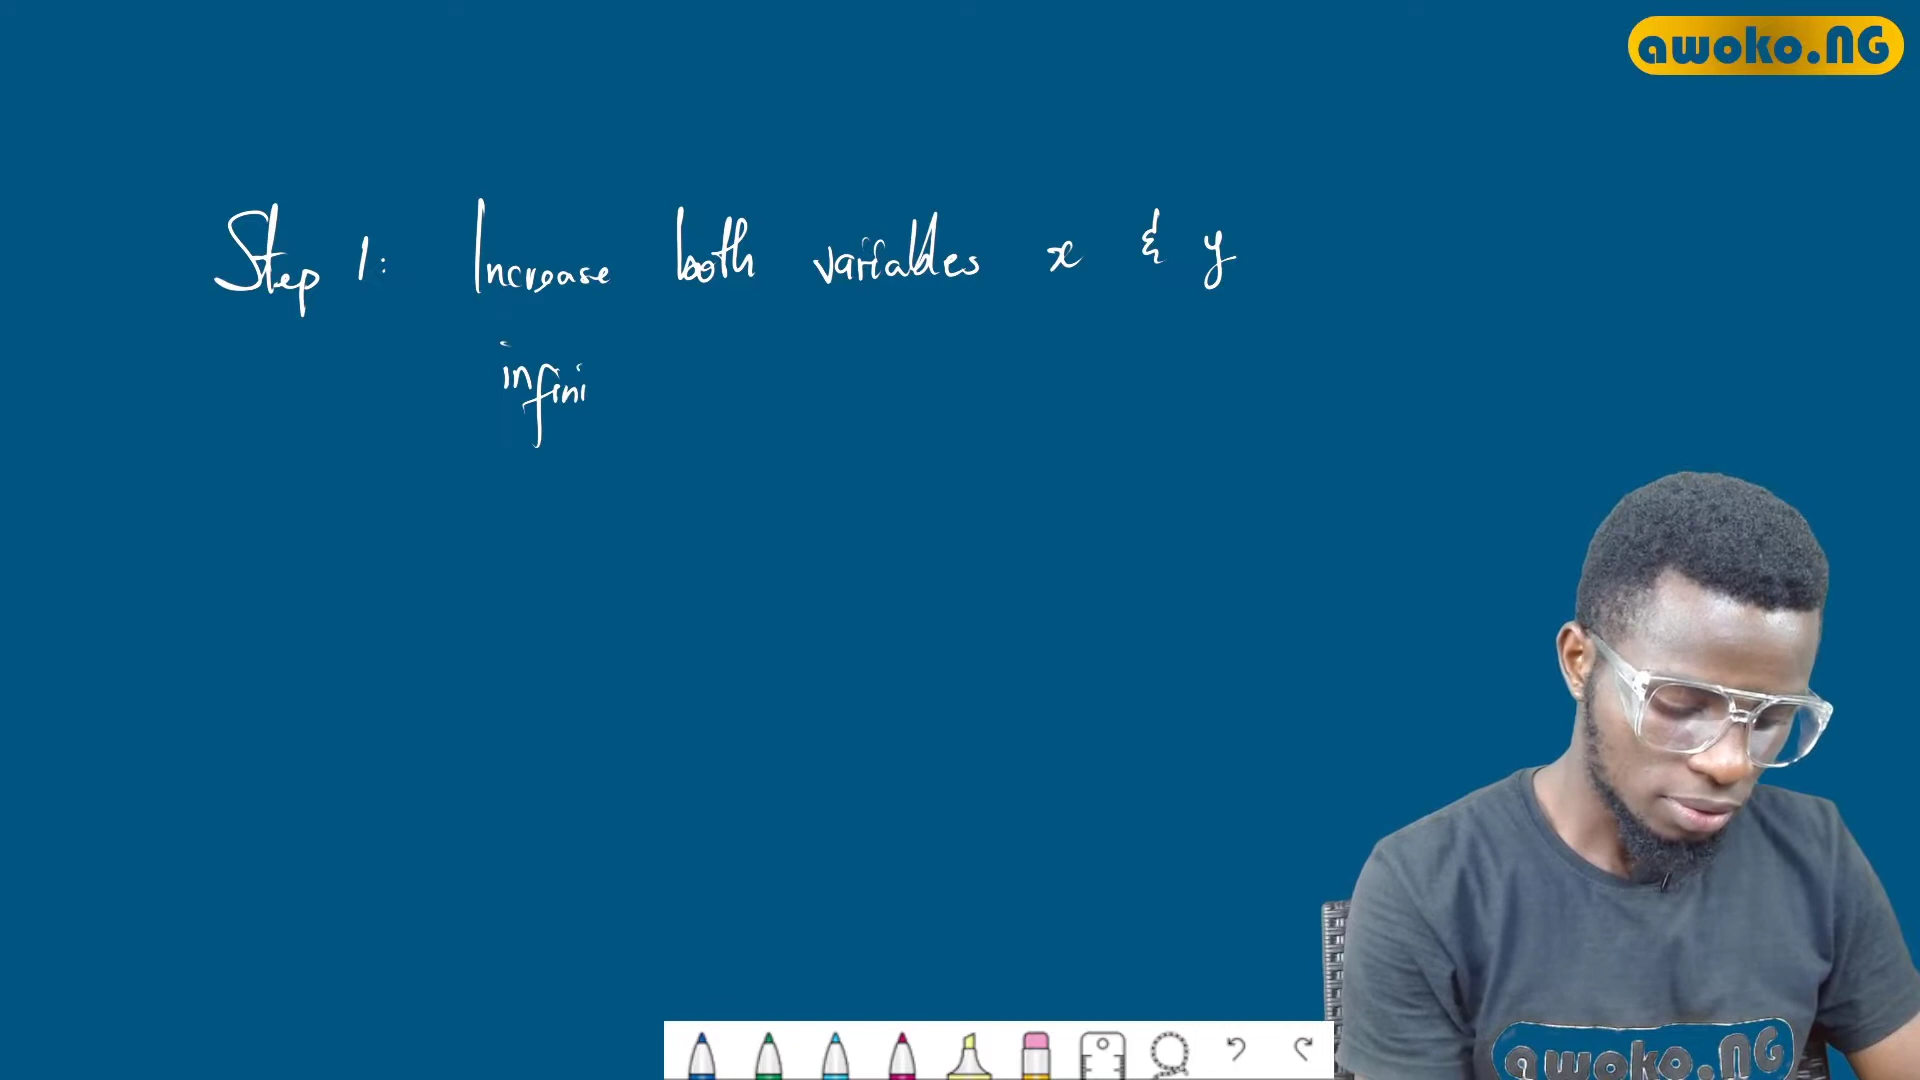 awoko.NG
Step 1: Increase both variables x & y
infini
awoko.NG